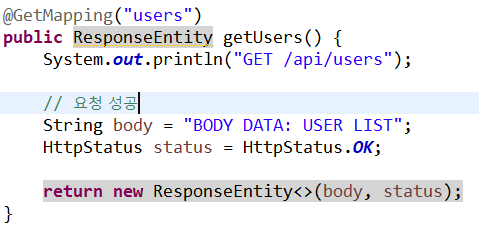 @GetMapping("users")
public ResponseEntity getUsers() {
System.out.println("GET /api/users");
// 요청 성공
String body = "BODY DATA: USER LIST";
HttpStatus status = HttpStatus.OK;
return new ResponseEntity<>(body, status);
}